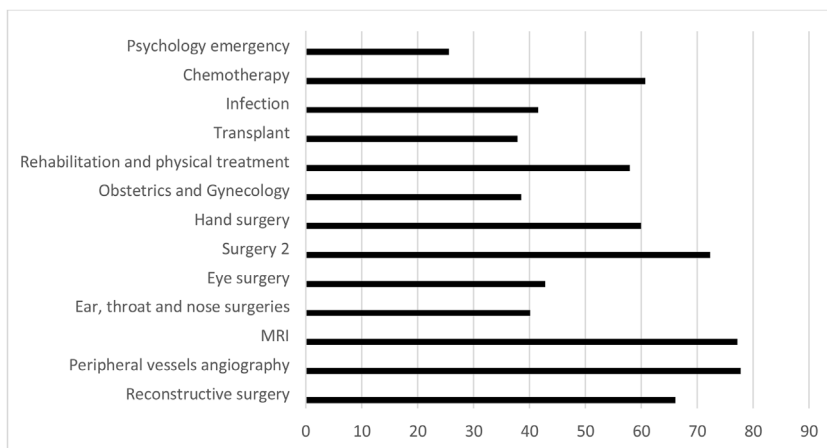 Psychology emergency
Chemotherapy
Infection
Transplant
Rehabilitation and physical treatment
Obstetrics and Gynecology
Hand surgery
Surgery 2
Eye surgery
Ear, throat and nose surgeries
MRI
Peripheral vessels angiography
Reconstructive surgery
0 10 20 30 40 50 60 70 80 90